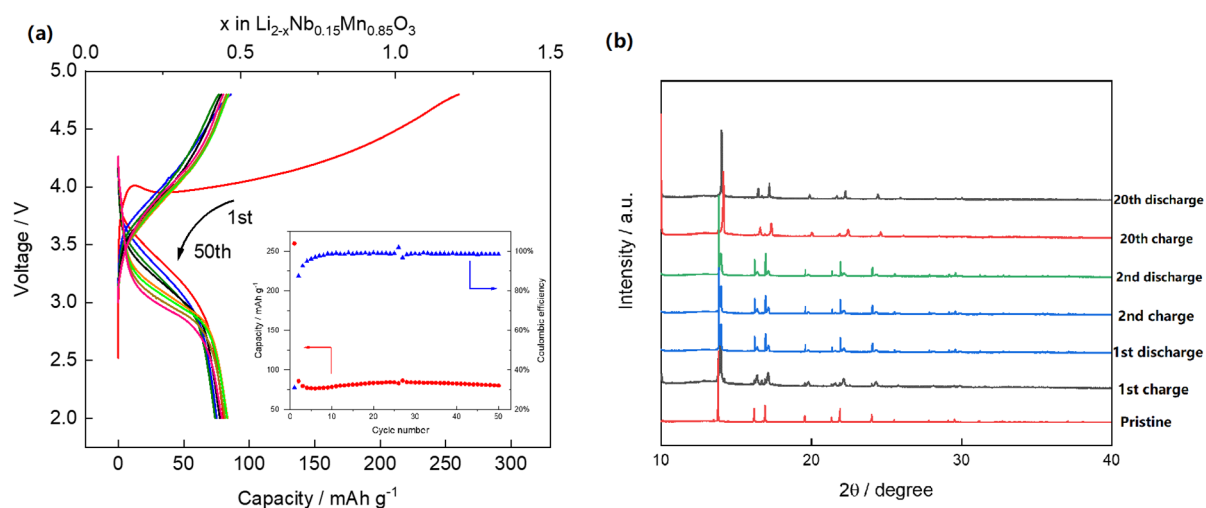 (a)
x in Li2-xNb0.15Mn0.85O3
0.0 0.5 1.0 1.5
5.0
4.5
4.0
3.5
3.0
2.5
2.0
Voltage / V
1st
50th
250
225
200
175
150
125
100
75
50
Capacity / mAh g-1
100%
80%
60%
40%
20%
Coulombic efficiency
0 10 20 30 40 50
Cycle number
0 50 100 150 200 250 300
Capacity / mAh g-1
(b)
Intensity / a.u.
20th discharge
20th charge
2nd discharge
2nd charge
1st discharge
1st charge
Pristine
10 20 30 40
2θ / degree